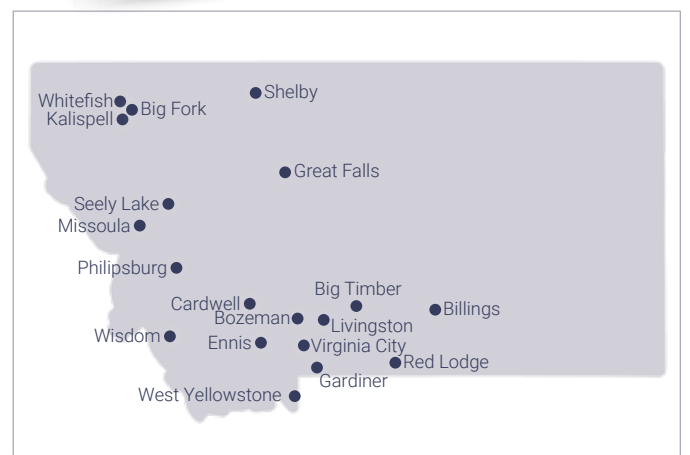 Whitefish
Shelby
Big Fork
Kalispell
Great Falls
Seely Lake
Missoula
Philipsburg
Big Timber
Cardwell
Billings
Bozeman
Livingston
Wisdom
Ennis
Virginia City
Red Lodge
Gardiner
West Yellowstone